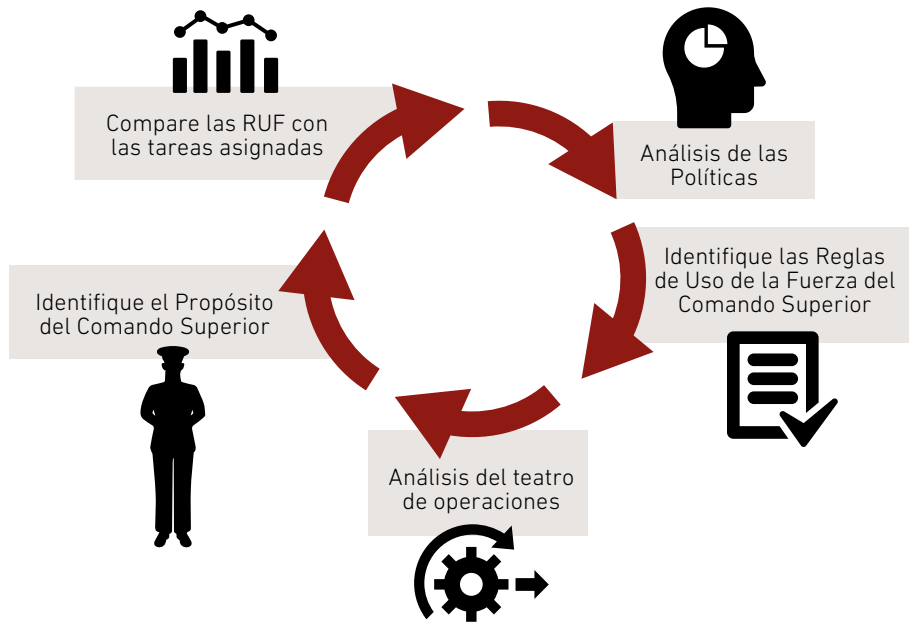 Compare las RUF con
las tareas asignadas
Análisis de las
Políticas
Identifique las Reglas
de Uso de la Fuerza del
Comando Superior
Identifique el Propósito
del Comando Superior
Análisis del teatro
de operaciones